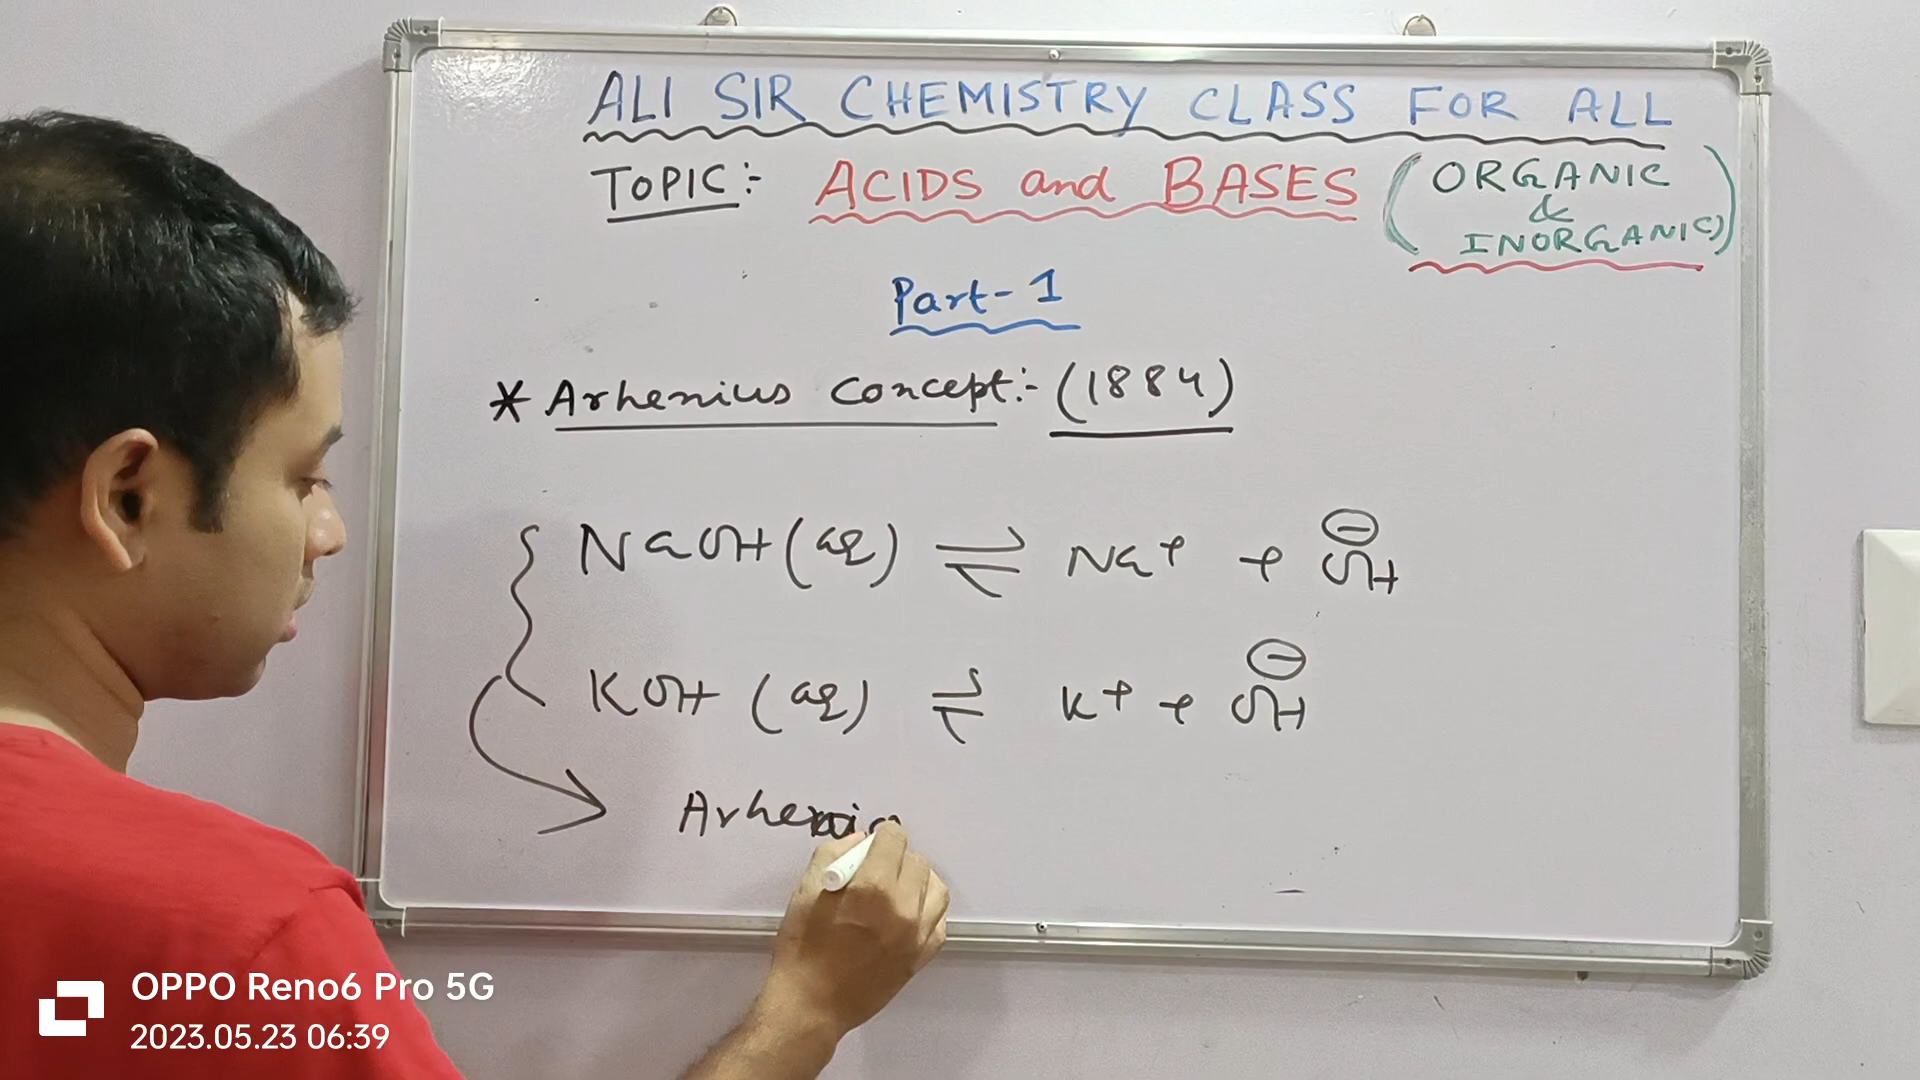 ALI SIR CHEMISTRY CLASS FOR ALL
TOPIC:- ACIDS and BASES (ORGANIC & INORGANIC)
Part-1
* Arhenius Concept:- (1884)
NaOH (aq) ⇌ Na+ + OH⊖
KOH (aq) ⇌ K+ + OH⊖
OPPO Reno6 Pro 5G
2023.05.23 06:39